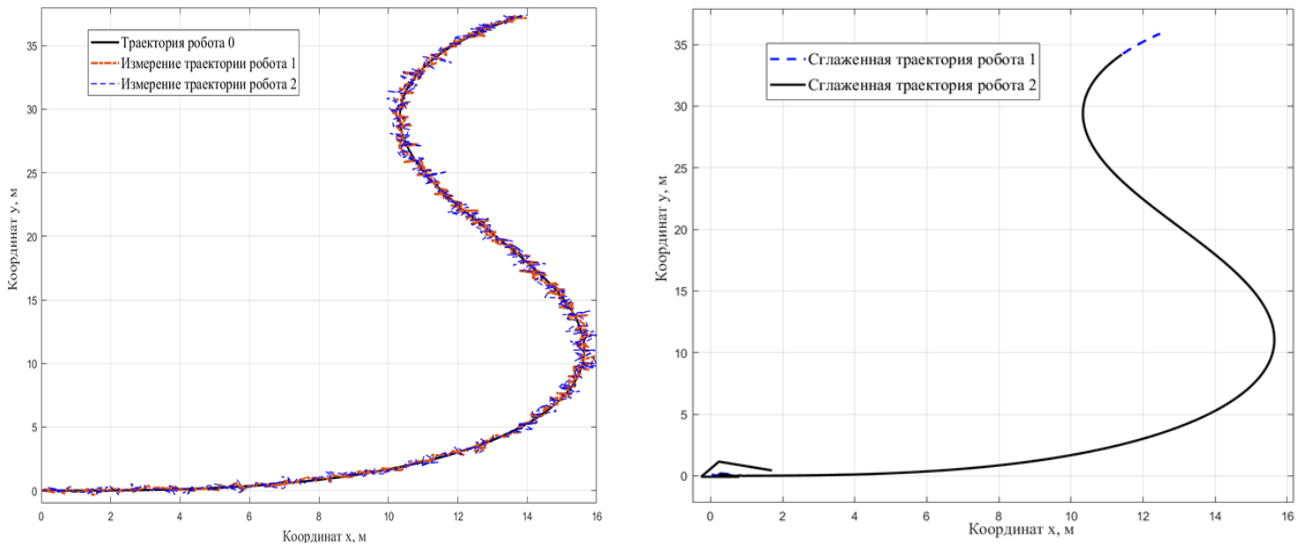 35
30
25
20
15
10
5
0
Координат y, м
Траектория робота 0
Измерение траектории робота 1
Измерение траектории робота 2
0 2 4 6 8 10 12 14 16
Координат x, м
35
30
25
20
15
10
5
0
Координат y, м
Сглаженная траектория робота 1
Сглаженная траектория робота 2
0 2 4 6 8 10 12 14 16
Координат x, м